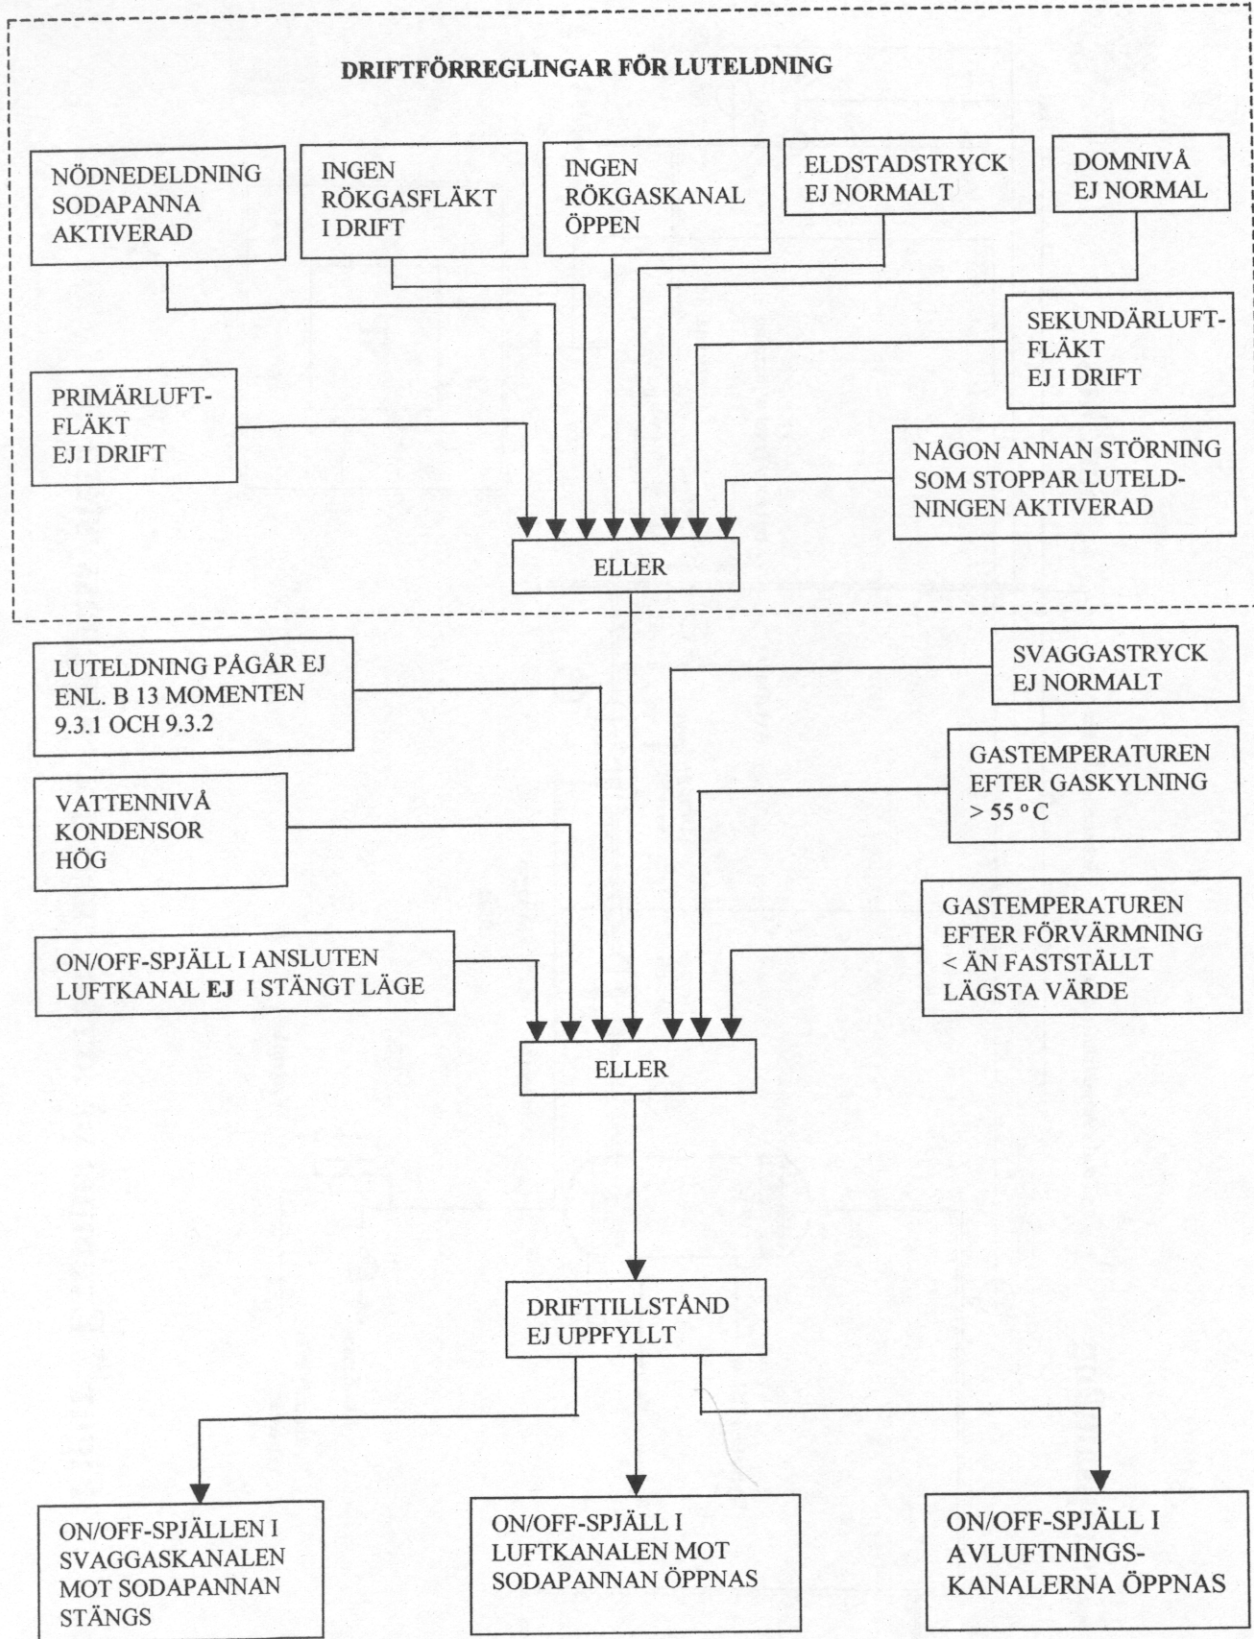 DRIFTFÖRREGLINGAR FÖR LUTELDNING
NÖDNEDELDNING
SODAPANNA
AKTIVERAD
INGEN
RÖKGASFLÄKT
I DRIFT
INGEN
RÖKGASKANAL
ÖPPEN
ELDSTADSTRYCK
EJ NORMALT
DOMNIVÅ
EJ NORMAL
SEKUNDÄRLUFT-
FLÄKT
EJ I DRIFT
PRIMÄRLUFT-
FLÄKT
EJ I DRIFT
NÅGON ANNAN STÖRNING
SOM STOPPAR LUTELD-
NINGEN AKTIVERAD
ELLER
LUTELDNING PÅGÅR EJ
ENL. B 13 MOMENTEN
9.3.1 OCH 9.3.2
SVAGGASTRYCK
EJ NORMALT
GASTEMPERATUREN
EFTER GASKYLNING
> 55 º C
VATTENNIVÅ
KONDENSOR
HÖG
GASTEMPERATUREN
EFTER FÖRVÄRMNING
< ÄN FASTSTÄLLT
LÄGSTA VÄRDE
ON/OFF-SPJÄLL I ANSLUTEN
LUFTKANAL EJ I STÄNGT LÄGE
ELLER
DRIFTTILLSTÅND
EJ UPPFYLLT
ON/OFF-SPJÄLLEN I
SVAGGASKANALEN
MOT SODAPANNAN
STÄNGS
ON/OFF-SPJÄLL I
LUFTKANALEN MOT
SODAPANNAN ÖPPNAS
ON/OFF-SPJÄLL I
AVLUFTNINGS-
KANALERNA ÖPPNAS